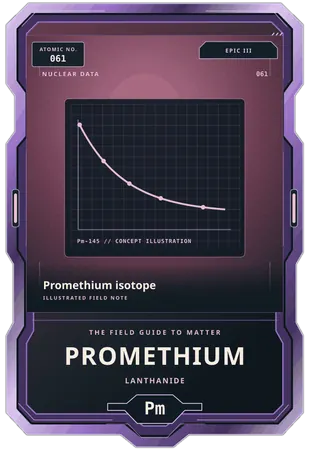 ATOMIC NO.
061
EPIC III
NUCLEAR DATA
061
Pm-145 // CONCEPT ILLUSTRATION
Promethium isotope
ILLUSTRATED FIELD NOTE
THE FIELD GUIDE TO MATTER
PROMETHIUM
LANTHANIDE
Pm